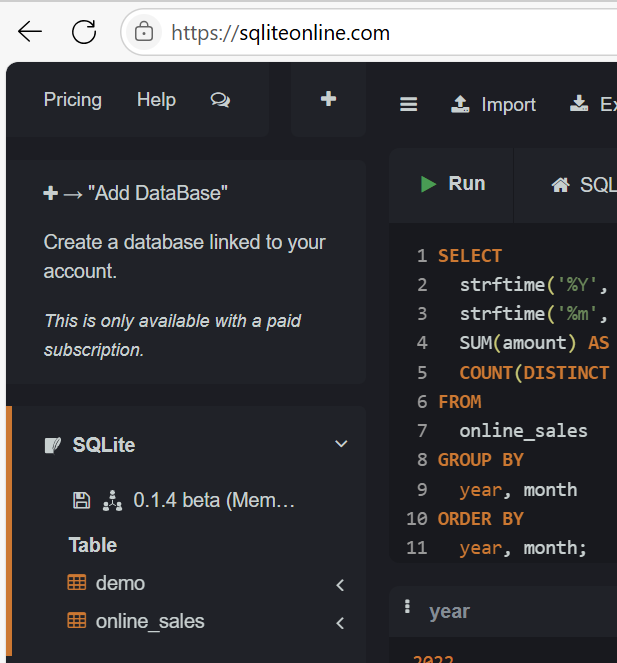 https://sqliteonline.com
Pricing Help
Import
"Add DataBase"
Create a database linked to your
account.
This is only available with a paid
subscription.
SQLite
0.1.4 beta (Mem…
Table
demo
online_sales
Run SQL
1 SELECT
2 strftime('%Y',
3 strftime('%m',
4 SUM(amount) AS
5 COUNT(DISTINCT
6 FROM
7 online_sales
8 GROUP BY
9 year, month
10 ORDER BY
11 year, month;
year
2022